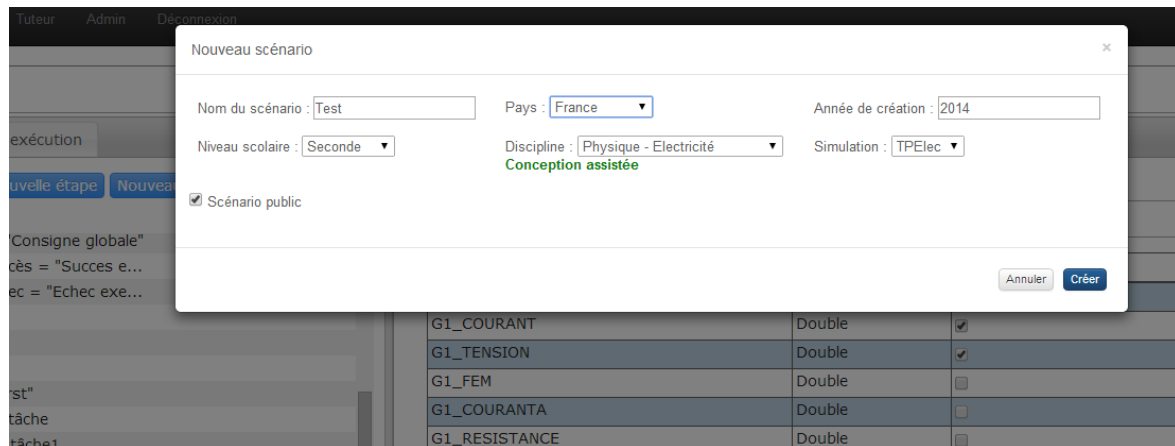 Tuteur Admin Déconnexion
Nouveau scénario ×
Nom du scénario : Test Pays : France Année de création : 2014
Niveau scolaire : Seconde Discipline : Physique - Electricité Simulation : TPElec
Conception assistée
Scénario public
Annuler Créer
exécution
uvelle étape Nouveau
"Consigne globale"
cès = "Succes e...
ec = "Echec exe...
G1_COURANT Double
G1_TENSION Double
rst" G1_FEM Double
tâche G1_COURANTA Double
tâche1 G1_RESISTANCE Double